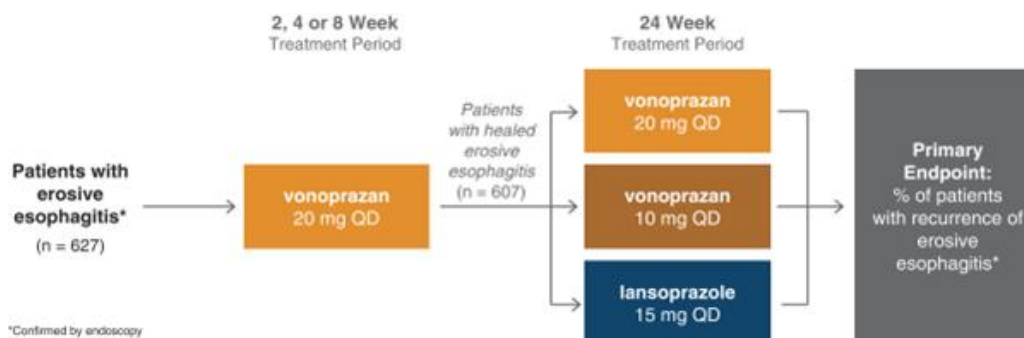 2, 4 or 8 Week
Treatment Period
24 Week
Treatment Period
Patients with
erosive
esophagitis*
(n = 627)
vonoprazan
20 mg QD
Patients
with healed
erosive
esophagitis
(n = 607)
vonoprazan
20 mg QD
vonoprazan
10 mg QD
lansoprazole
15 mg QD
Primary
Endpoint:
% of patients
with recurrence of
erosive
esophagitis*
*Confirmed by endoscopy